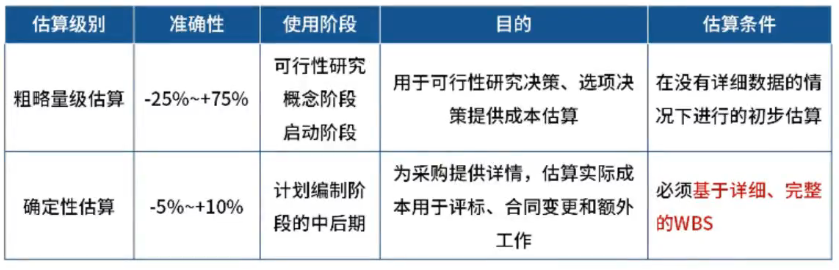 估算级别 准确性 使用阶段 目的 估算条件
粗略量级估算 -25%~+75% 可行性研究
概念阶段
启动阶段 用于可行性研究决策、选项决
策提供成本估算 在没有详细数据的情
况下进行的初步估算
确定性估算 -5%~+10% 计划编制阶
段的中后期 为采购提供详情，估算实际成
本用于评标、合同变更和额外
工作 必须基于详细、完整
的WBS